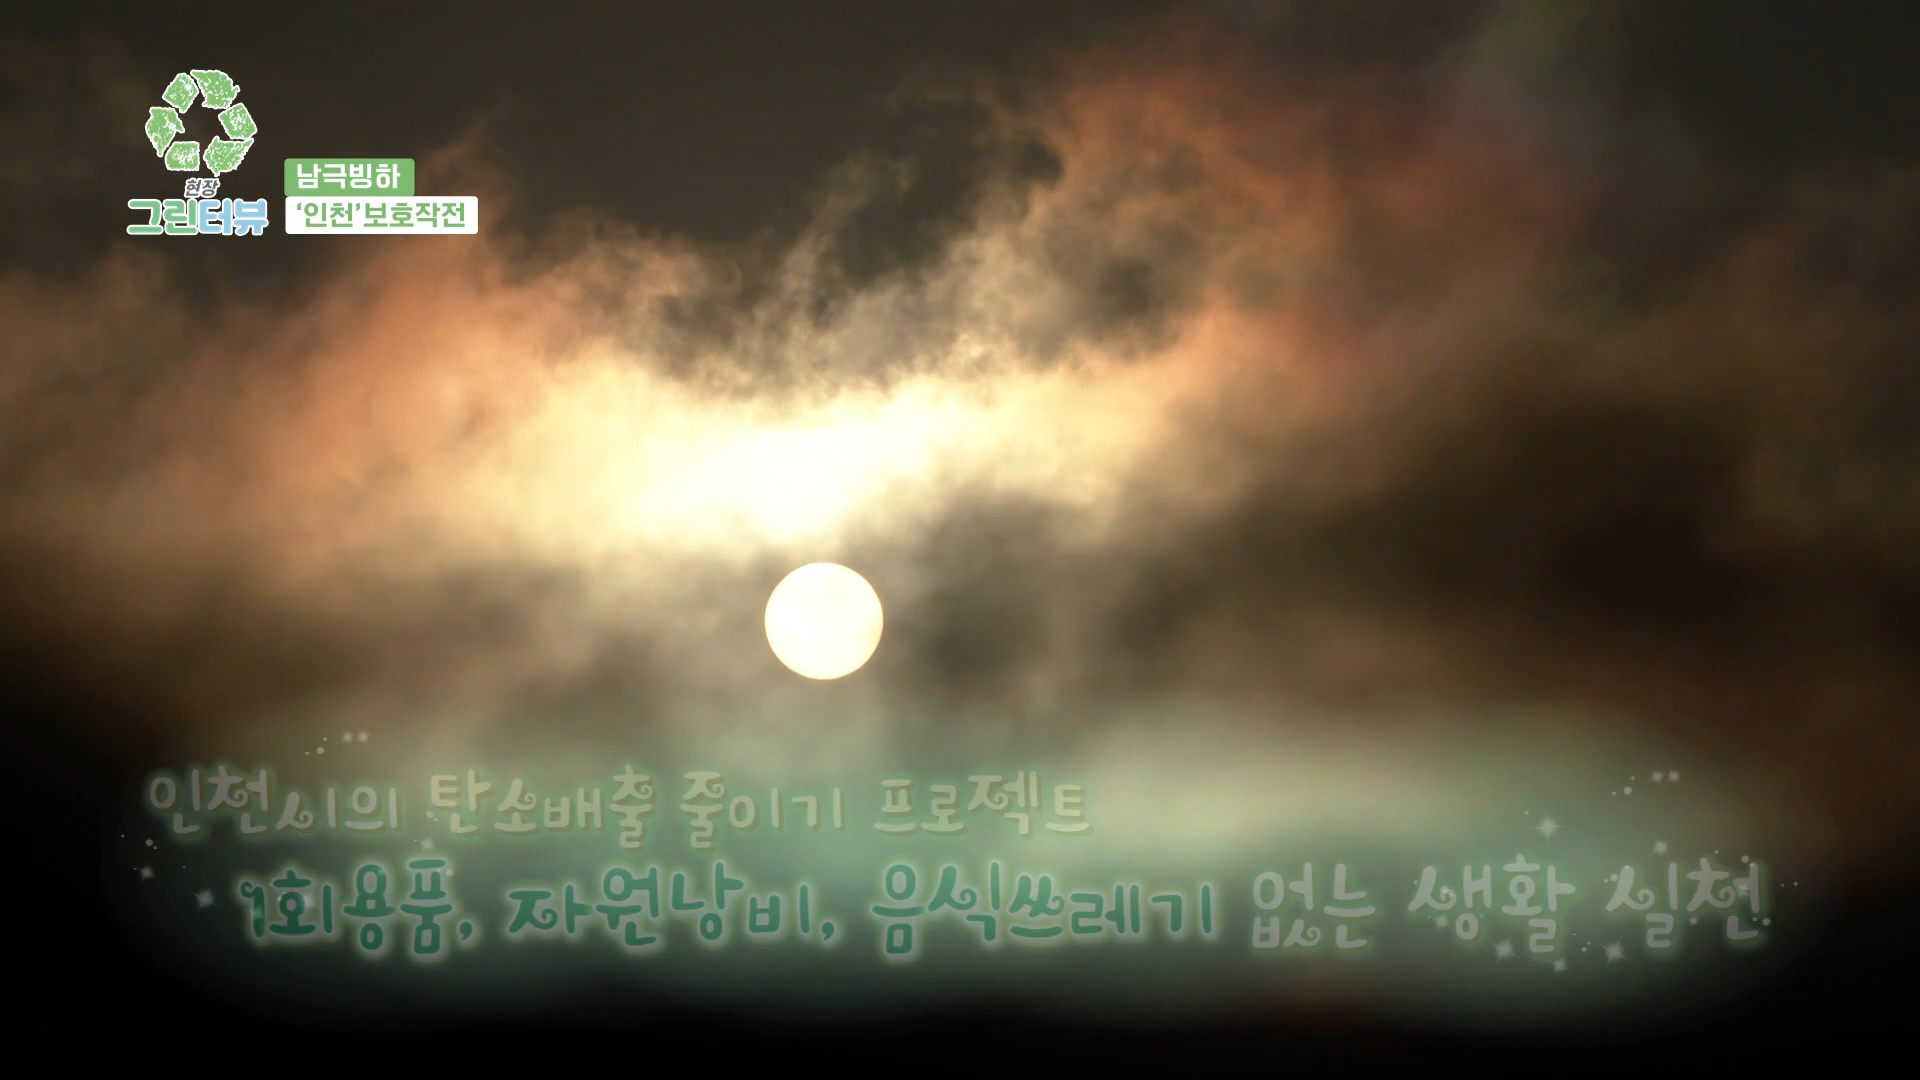 현장
그린터뷰
남극빙하
‘인천’보호작전
인천시의 탄소배출 줄이기 프로젝트
1회용품, 자원낭비, 음식쓰레기 없는 생활 실천